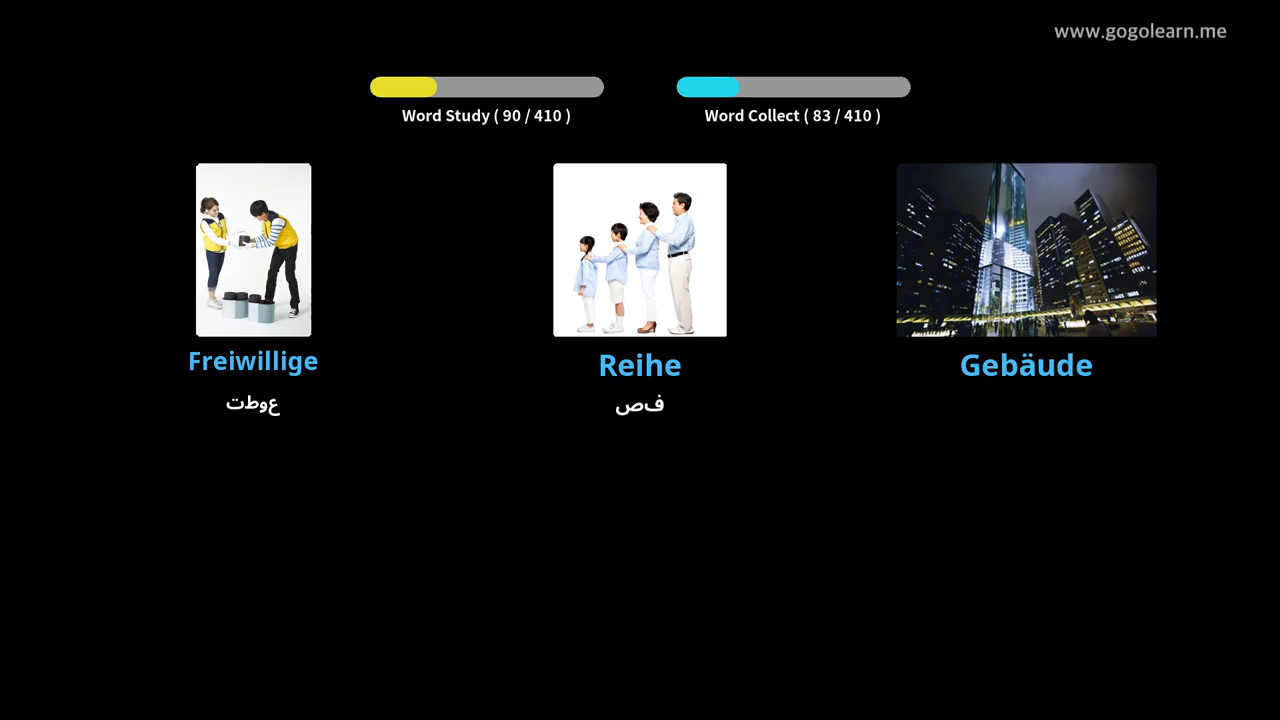 www.gogolearn.me
Word Study ( 90 / 410 )
Word Collect ( 83 / 410 )
Freiwillige
عوطت
Reihe
فص
Gebäude